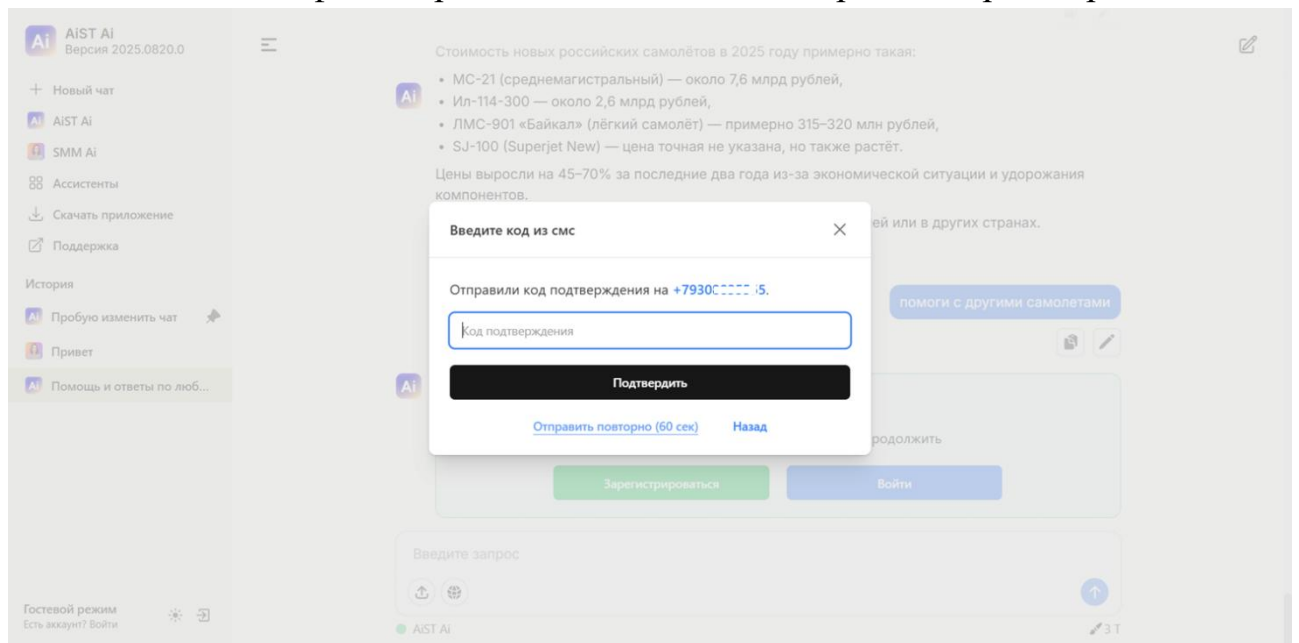 AiST Ai
Версия 2025.0820.0
Новый чат
AiST Ai
SMM Ai
Ассистенты
Скачать приложение
Поддержка
История
Пробую изменить чат
Привет
Помощь и ответы по люб...
Гостевой режим
Есть аккаунт? Войти
Стоимость новых российских самолётов в 2025 году примерно такая:
• МС-21 (среднемагистральный) — около 7,6 млрд рублей,
• Ил-114-300 — около 2,6 млрд рублей,
• ЛМС-901 «Байкал» (лёгкий самолёт) — примерно 315–320 млн рублей,
• SJ-100 (Superjet New) — цена точная не указана, но также растёт.
Цены выросли на 45–70% за последние два года из-за экономической ситуации и удорожания
компонентов.
ей или в других странах.
помоги с другими самолетами
Введите код из смс
Отправили код подтверждения на +7930 5.
Код подтверждения
Подтвердить
Отправить повторно (60 сек) Назад
родолжить
Зарегистрироваться
Войти
Введите запрос
AiST Ai
3 T